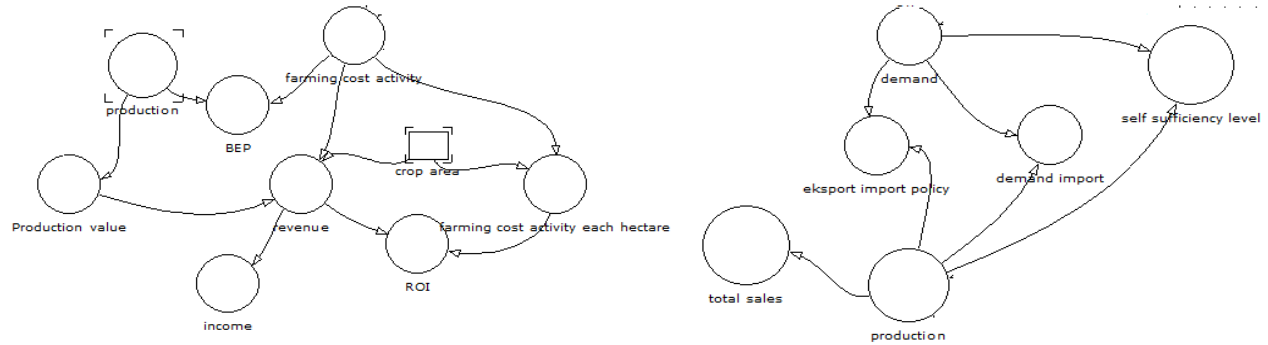 farming cost activity
production
BEP
crop area
Production value
revenue
farming cost activity each hectare
ROI
income
demand
self sufficiency level
demand import
eksport import policy
total sales
production